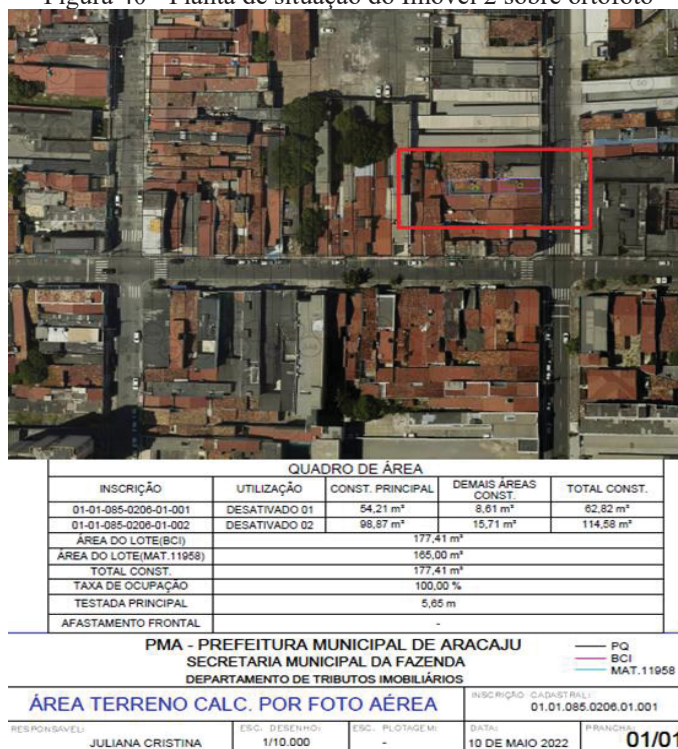 Figura 40 - Planta de situação do Imóvel 2 sobre ortofoto
QUADRO DE ÁREA
INSCRIÇÃO UTILIZAÇÃO CONST. PRINCIPAL DEMAIS ÁREAS CONST. TOTAL CONST.
01-01-085-0206-01-001 DESATIVADO 01 54,21 m² 8,61 m² 62,82 m²
01-01-085-0206-01-002 DESATIVADO 02 98,87 m² 15,71 m² 114,58 m²
ÁREA DO LOTE(BCI) 177,41 m²
ÁREA DO LOTE(MAT.11958) 165,00 m²
TOTAL CONST. 177,41 m²
TAXA DE OCUPAÇÃO 100,00 %
TESTADA PRINCIPAL 5,65 m
AFASTAMENTO FRONTAL -
PMA - PREFEITURA MUNICIPAL DE ARACAJU
SECRETARIA MUNICIPAL DA FAZENDA
DEPARTAMENTO DE TRIBUTOS IMOBILIÁRIOS
PQ
BCI
MAT.11958
ÁREA TERRENO CALC. POR FOTO AÉREA
INSCRIÇÃO CADASTRAL:
01.01.085.0206.01.001
RESPONSÁVEL:
JULIANA CRISTINA
ESC. DESENHO:
1/10.000
ESC. PLOTAGEM:
-
DATA:
10 DE MAIO 2022
PRANCHA:
01/01